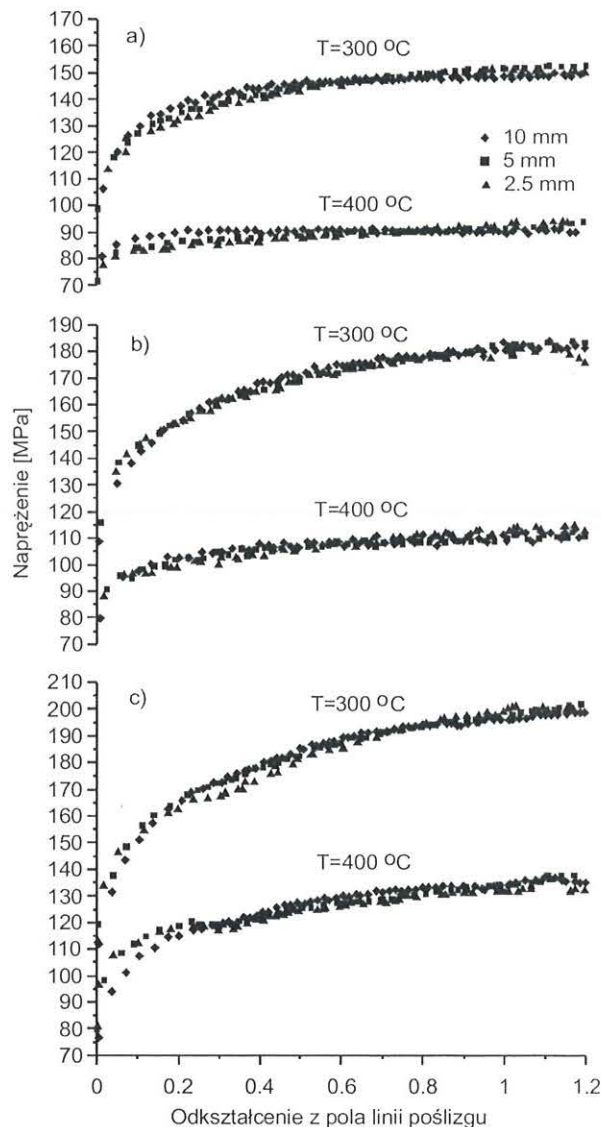 170
160
150
140
130
120
110
100
90
80
70
a)
T=300 ºC
10 mm
5 mm
2.5 mm
T=400 ºC
190
180
170
160
150
140
130
120
110
100
90
80
70
b)
T=300 ºC
T=400 ºC
Naprężenie [MPa]
210
200
190
180
170
160
150
140
130
120
110
100
90
80
70
c)
T=300 ºC
T=400 ºC
0 0.2 0.4 0.6 0.8 1 1.2
Odkształcenie z pola linii poślizgu